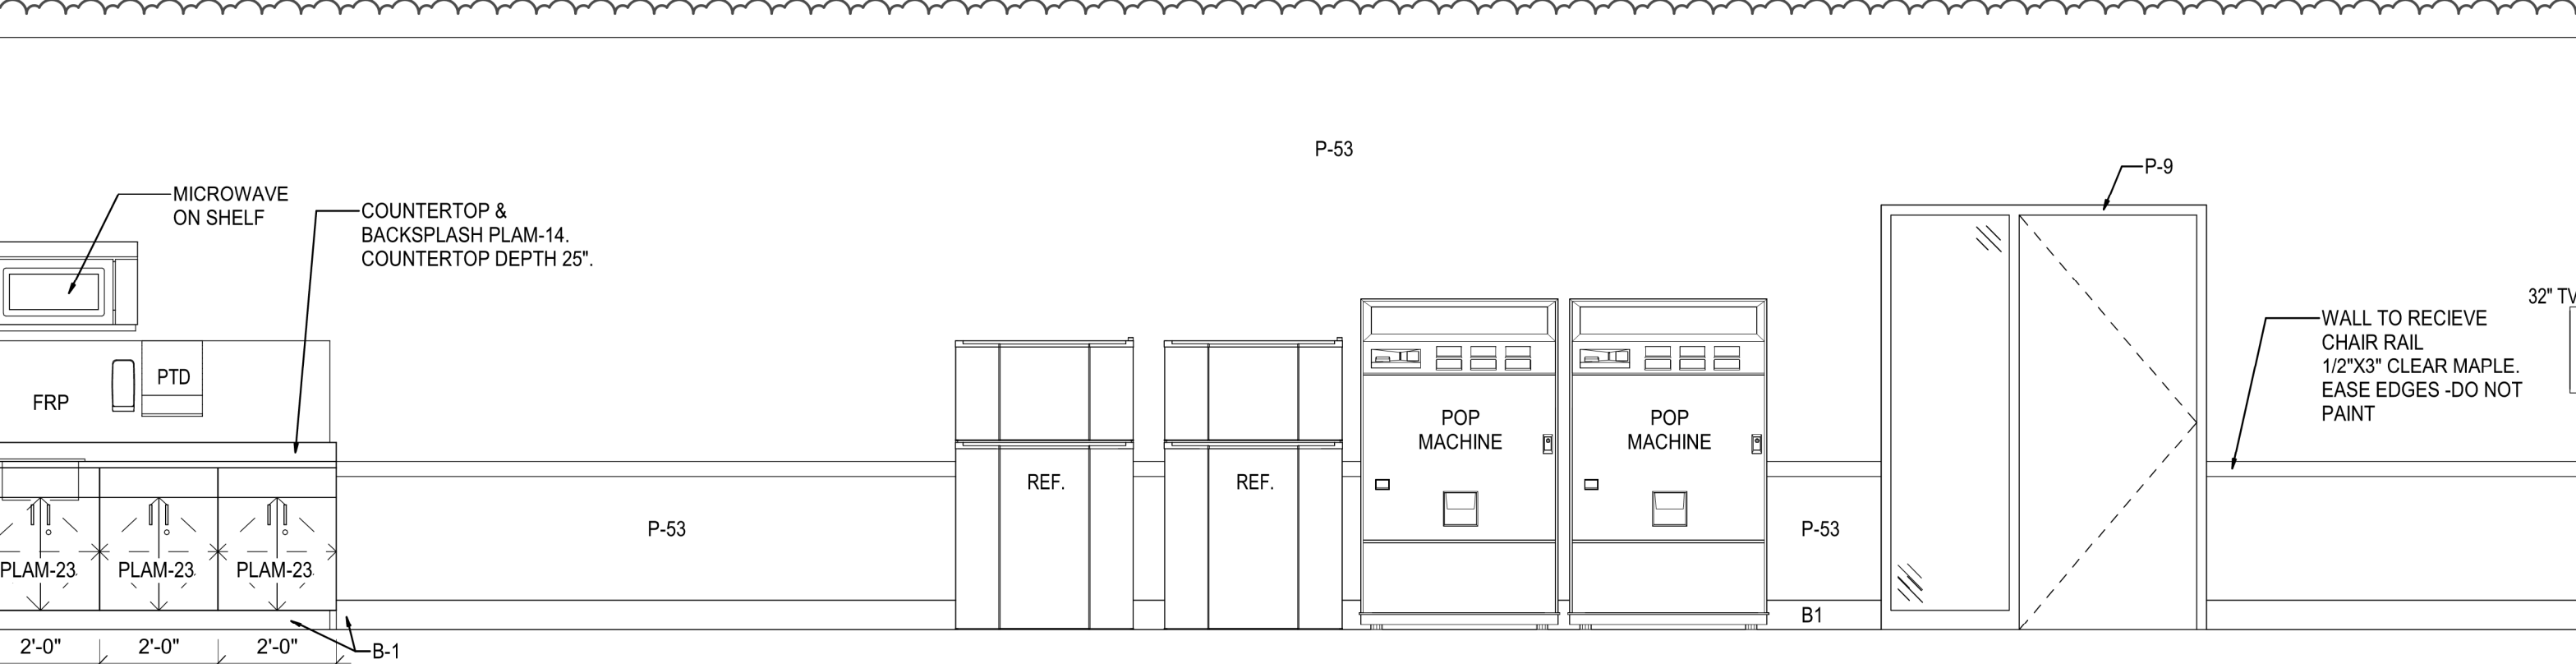 P-53
P-9
MICROWAVE
ON SHELF
COUNTERTOP &
BACKSPLASH PLAM-14.
COUNTERTOP DEPTH 25".
32" TV
WALL TO RECIEVE
CHAIR RAIL
1/2"X3" CLEAR MAPLE.
EASE EDGES -DO NOT
PAINT
PTD
FRP
POP
MACHINE
POP
MACHINE
REF.
REF.
P-53
P-53
PLAM-23
PLAM-23
PLAM-23
B1
2'-0"
2'-0"
2'-0"
B-1